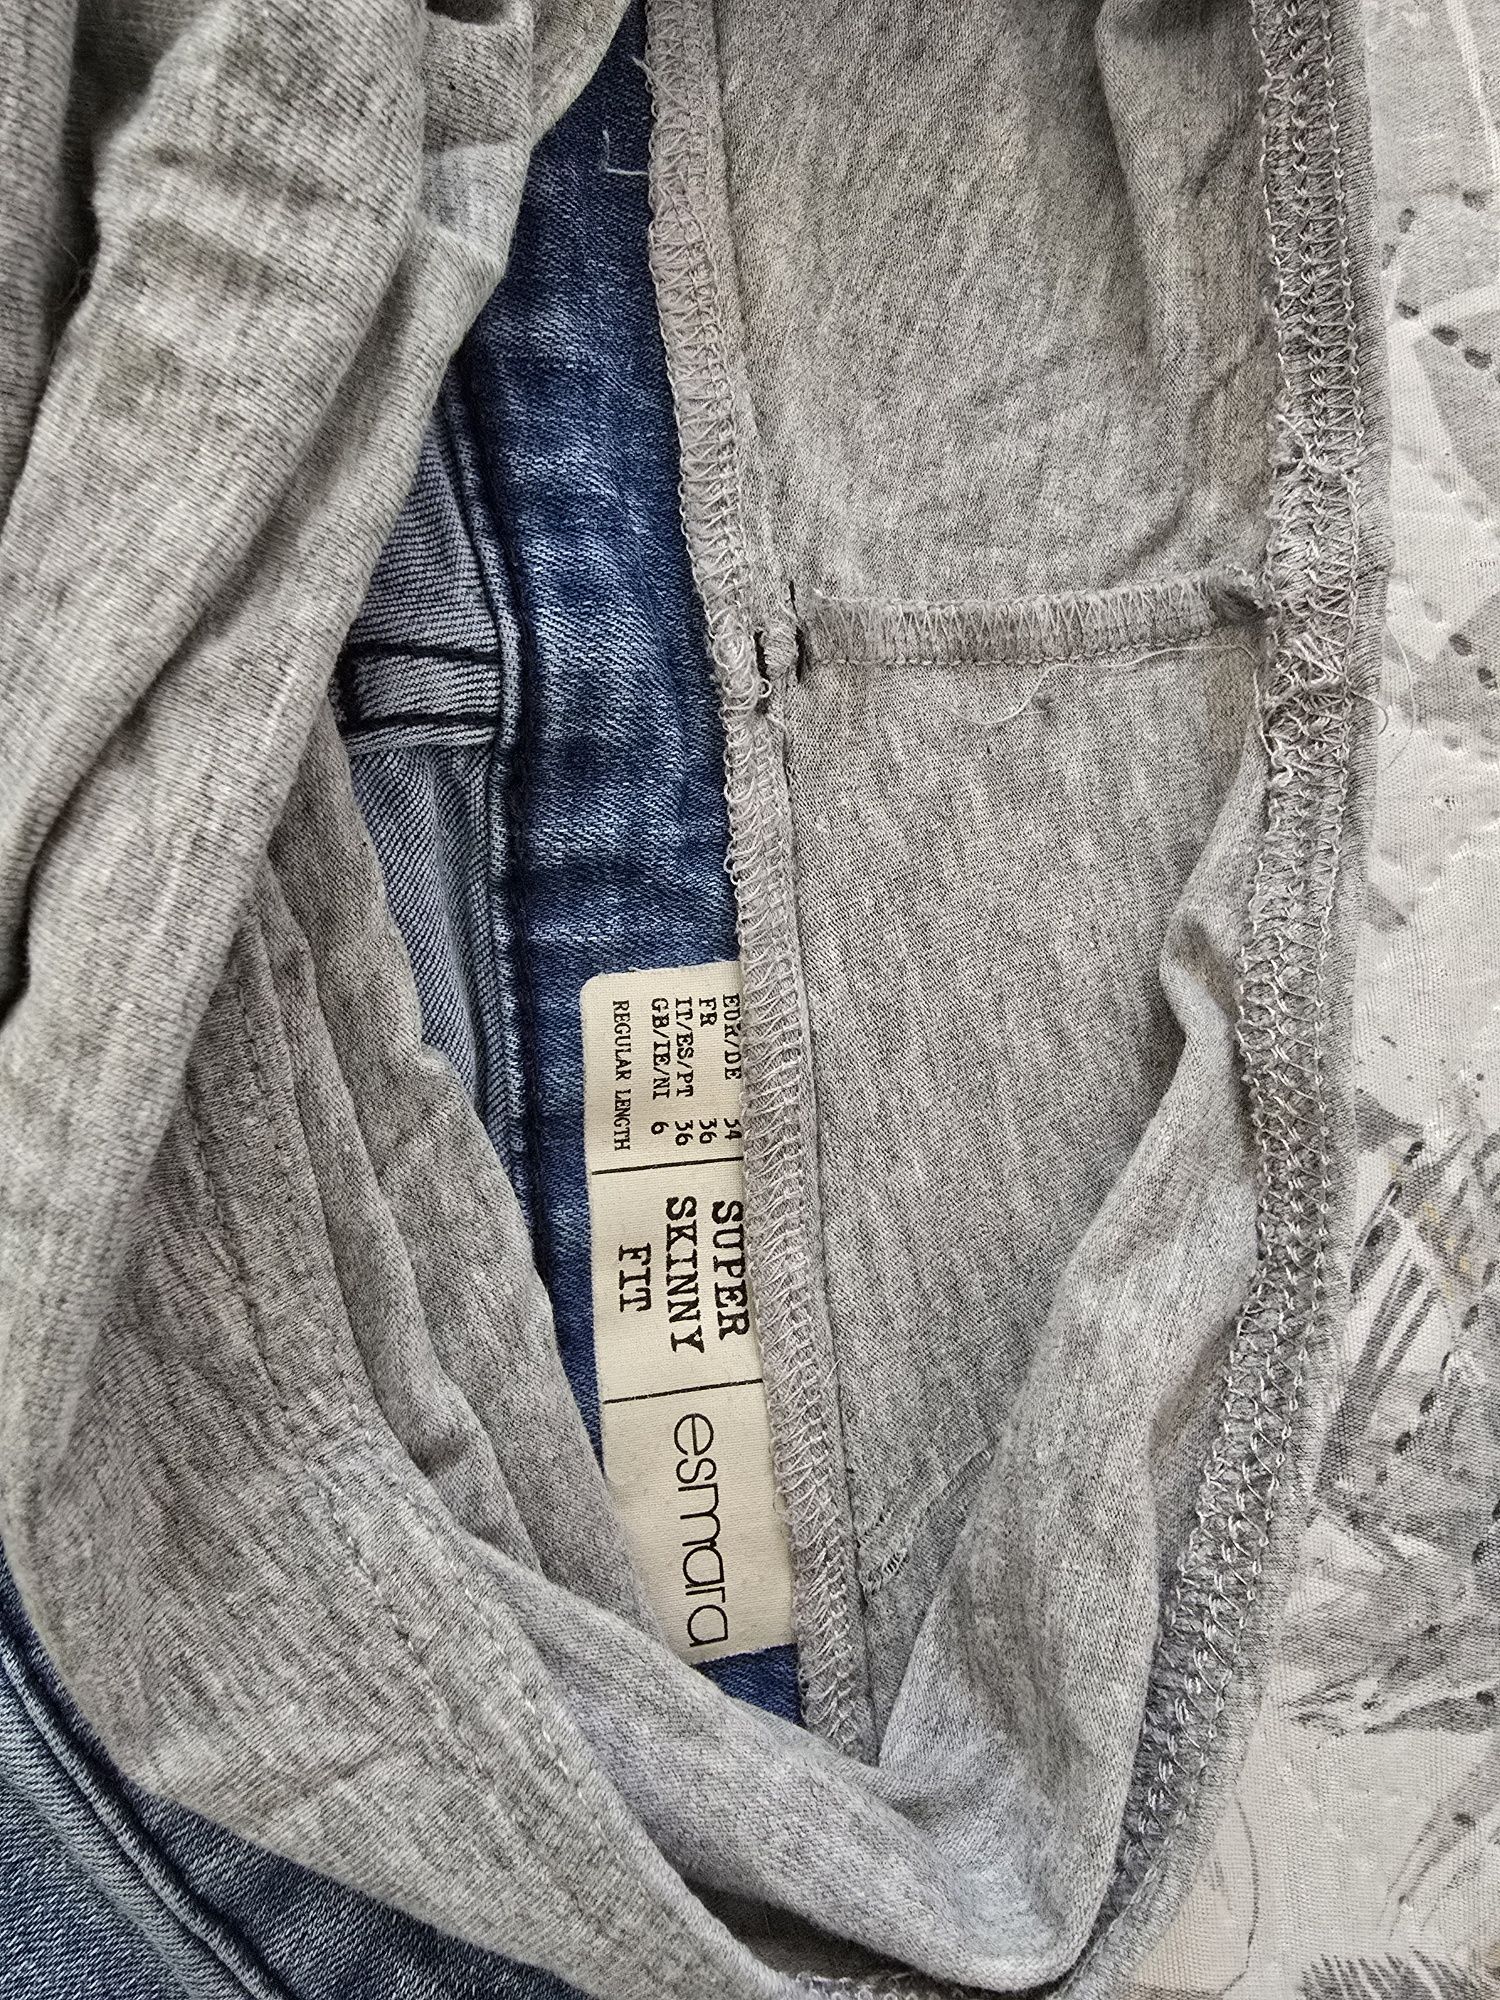 EUR/DE 34
FR 36
IT/ES/PT 36
GB/IE/NI 6
REGULAR LENGTH
SUPER
SKINNY
FIT
esmara